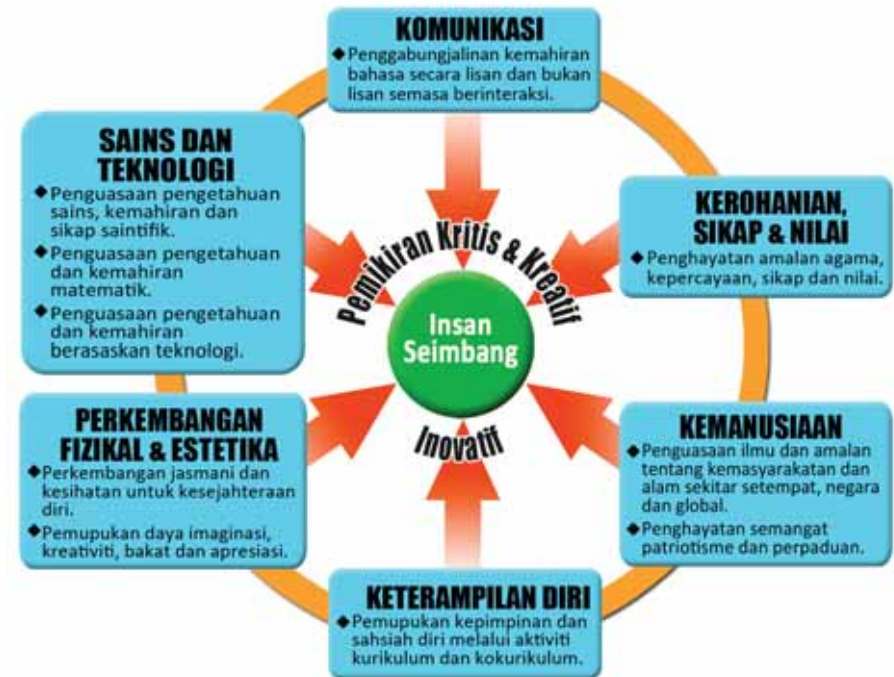 KOMUNIKASI
◆Penggabungjalinan kemahiran
bahasa secara lisan dan bukan
lisan semasa berinteraksi.
SAINS DAN
TEKNOLOGI
◆Penguasaan pengetahuan
sains, kemahiran dan
sikap saintifik.
◆Penguasaan pengetahuan
dan kemahiran
matematik.
◆Penguasaan pengetahuan
dan kemahiran
berasaskan teknologi.
KEROHANIAN,
SIKAP & NILAI
◆Penghayatan amalan agama,
kepercayaan, sikap dan nilai.
Pemikiran Kritis & Kreatif
Insan
Seimbang
Inovatif
PERKEMBANGAN
FIZIKAL & ESTETIKA
◆Perkembangan jasmani dan
kesihatan untuk kesejahteraan
diri.
◆Pemupukan daya imaginasi,
kreativiti, bakat dan apresiasi.
KEMANUSIAAN
◆Penguasaan ilmu dan amalan
tentang kemasyarakatan dan
alam sekitar setempat, negara
dan global.
◆Penghayatan semangat
patriotisme dan perpaduan.
KETERAMPILAN DIRI
◆Pemupukan kepimpinan dan
sahsiah diri melalui aktiviti
kurikulum dan kokurikulum.